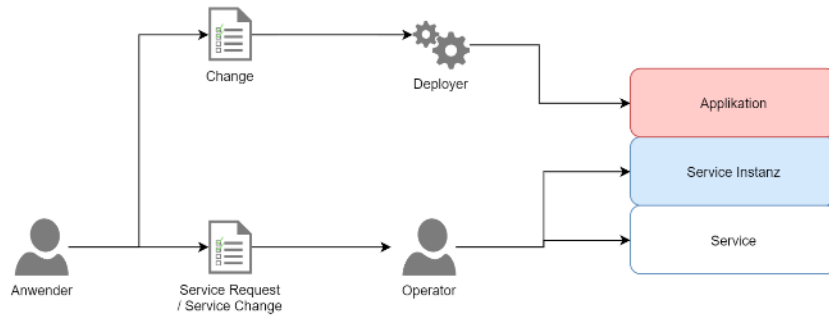 Change
Deployer
Applikation
Service Instanz
Service
Anwender
Service Request
/ Service Change
Operator